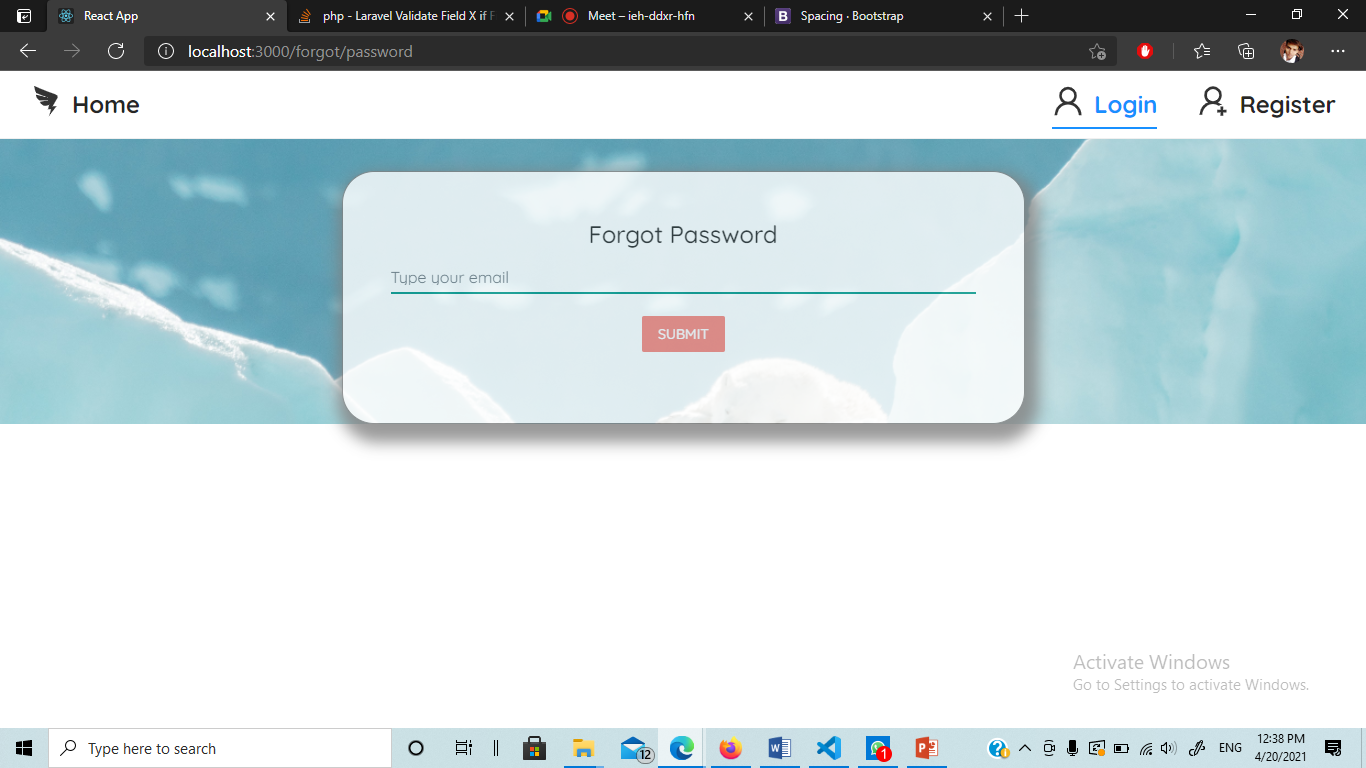 React App
php - Laravel Validate Field X if F
Meet – ieh-ddxr-hfn
Spacing · Bootstrap
localhost:3000/forgot/password
Home
Login
Register
Forgot Password
Type your email
SUBMIT
Activate Windows
Go to Settings to activate Windows.
Type here to search
12
1
ENG
12:38 PM
4/20/2021